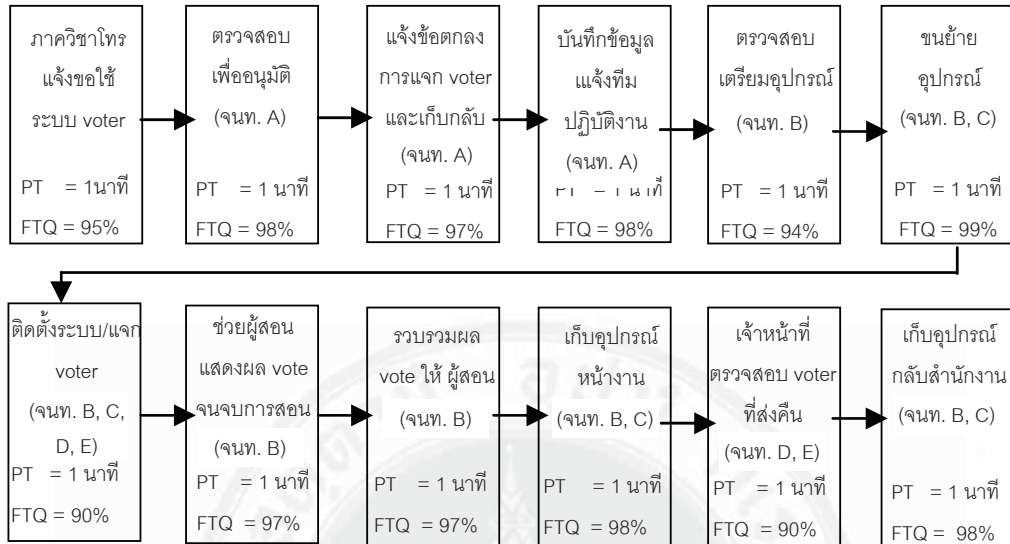 ภาควิชาโทร
แจ้งขอใช้
ระบบ voter
PT = 1นาที
FTQ = 95%
ตรวจสอบ
เพื่ออนุมัติ
(จนท. A)
PT = 1 นาที
FTQ = 98%
แจ้งข้อตกลง
การแจก voter
และเก็บกลับ
(จนท. A)
PT = 1 นาที
FTQ = 97%
บันทึกข้อมูล
แแจ้งทีม
ปฏิบัติงาน
(จนท. A)
PT = 1 นาที
FTQ = 98%
ตรวจสอบ
เตรียมอุปกรณ์
(จนท. B)
PT = 1 นาที
FTQ = 94%
ขนย้าย
อุปกรณ์
(จนท. B, C)
PT = 1 นาที
FTQ = 99%
ติดตั้งระบบ/แจก
voter
(จนท. B, C,
D, E)
PT = 1 นาที
FTQ = 90%
ช่วยผู้สอน
แสดงผล vote
จนจบการสอน
(จนท. B)
PT = 1 นาที
FTQ = 97%
รวบรวมผล
vote ให้ ผู้สอน
(จนท. B)
PT = 1 นาที
FTQ = 97%
เก็บอุปกรณ์
หน้างาน
(จนท. B, C)
PT = 1 นาที
FTQ = 98%
เจ้าหน้าที่
ตรวจสอบ voter
ที่ส่งคืน
(จนท. D, E)
PT = 1 นาที
FTQ = 90%
เก็บอุปกรณ์
กลับสำนักงาน
(จนท. B, C)
PT = 1 นาที
FTQ = 98%